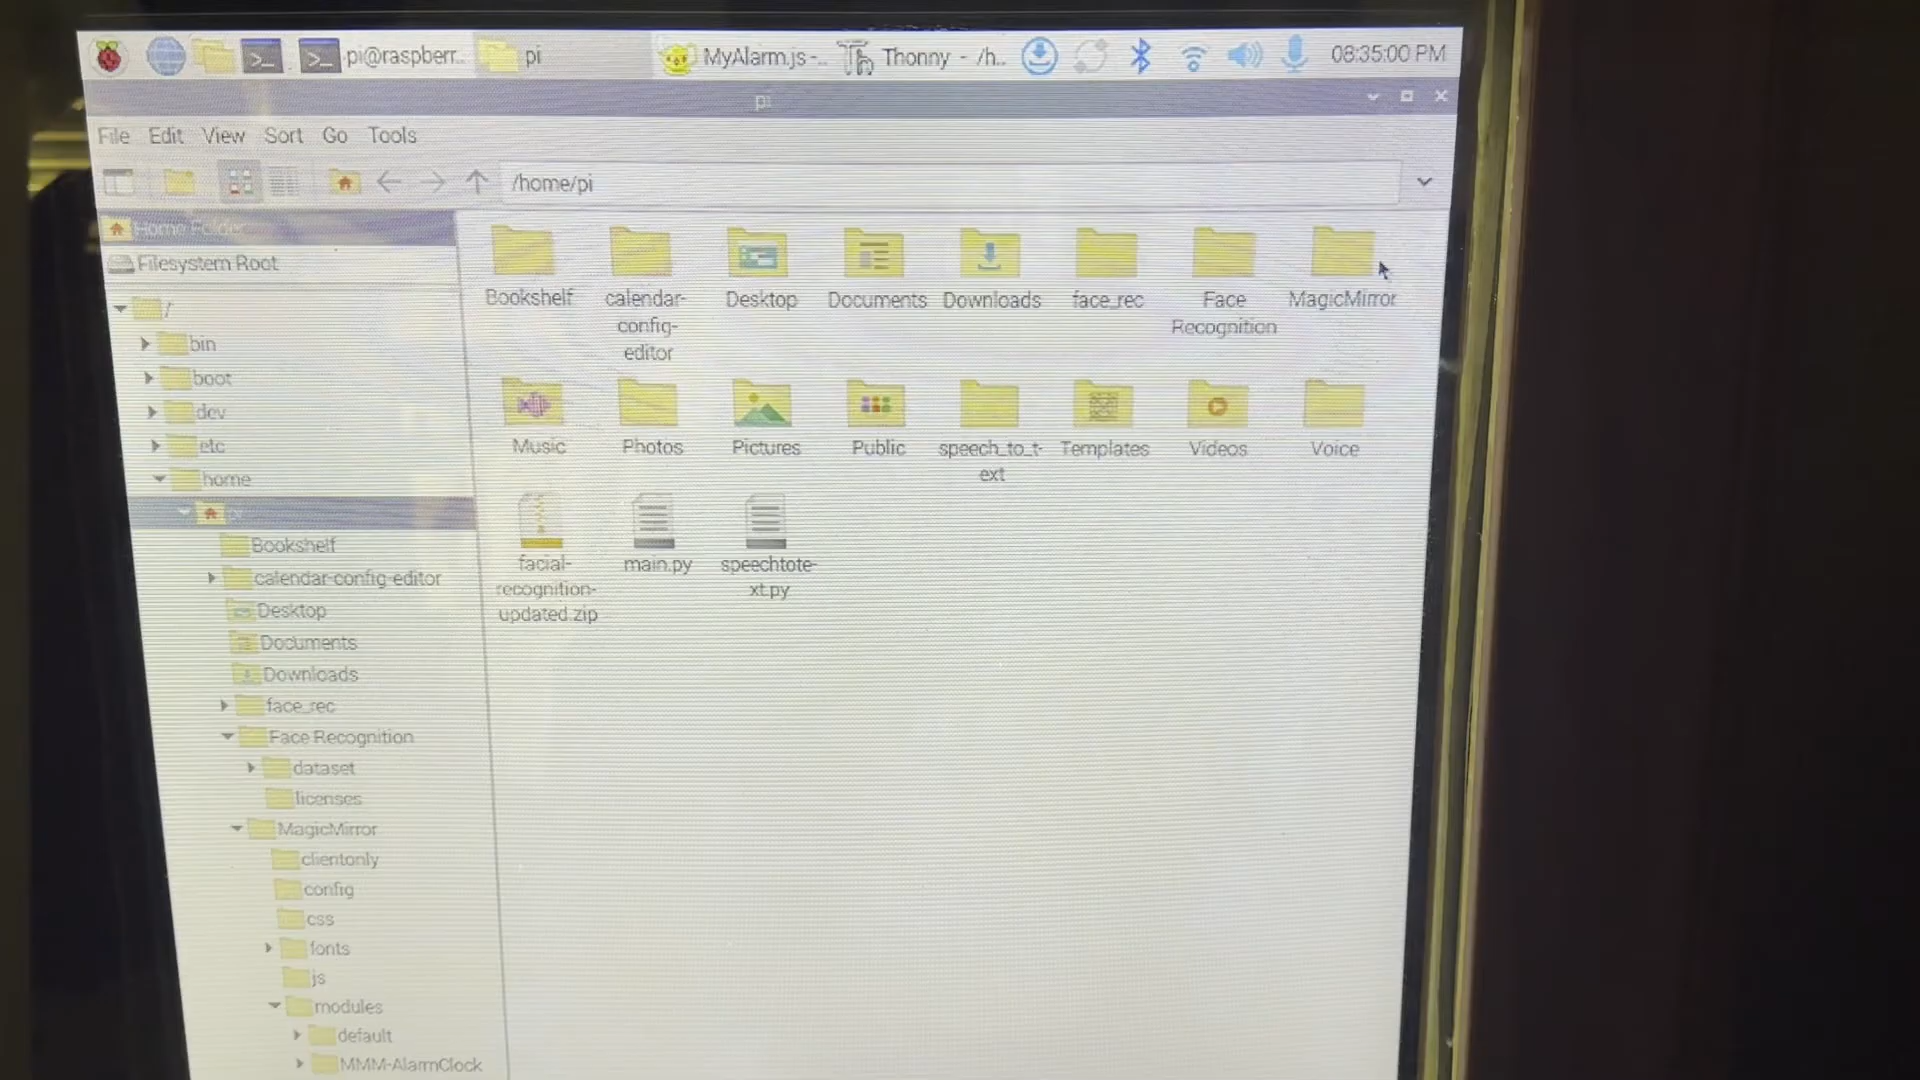 pi@raspberr.. pi MyAlarm.js -.. Thonny - /h.. 08:35:00 PM
pi
File Edit View Sort Go Tools
/home/pi
Home Folder
Filesystem Root
/
bin
boot
dev
etc
home
Bookshelf
calendar-config-editor
Desktop
Documents
Downloads
face_rec
Face Recognition
dataset
licenses
MagicMirror
clientonly
config
css
fonts
js
modules
default
MMM-AlarmClock
Bookshelf
calendar-
config-
editor
Desktop
Documents
Downloads
face_rec
Face
Recognition
MagicMirror
Music
Photos
Pictures
Public
speech_to_t-
ext
Templates
Videos
Voice
facial-
recognition-
updated.zip
main.py
speechtote-
xt.py